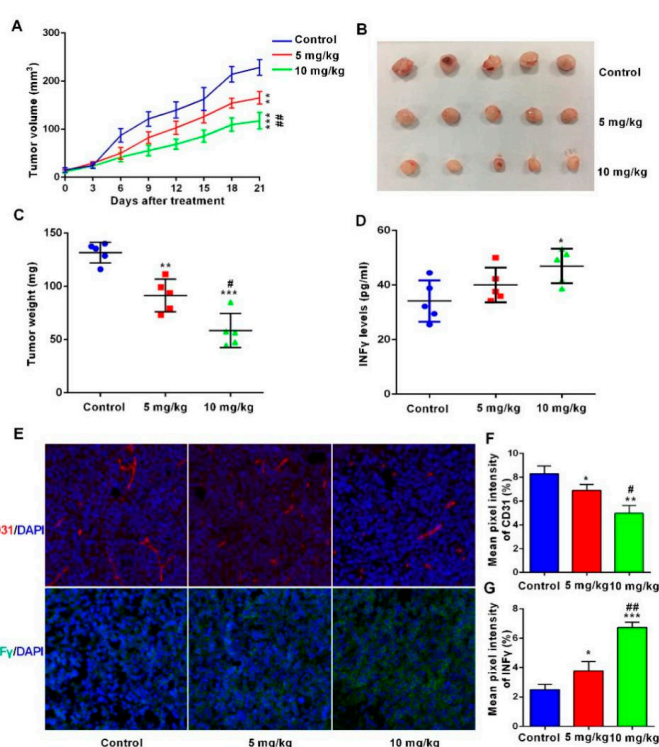 A
Tumor volume (mm³)
300
200
100
0
0 3 6 9 12 15 18 21
Days after treatment
Control
5 mg/kg
10 mg/kg
**
***
##
B
Control
5 mg/kg
10 mg/kg
C
Tumor weight (mg)
150
100
50
0
**
#
***
Control 5 mg/kg 10 mg/kg
D
INFγ levels (pg/ml)
60
40
20
0
*
Control 5 mg/kg 10 mg/kg
E
031/DAPI
Fγ/DAPI
Control 5 mg/kg 10 mg/kg
F
Mean pixel intensity
of CD31 (%)
10
8
6
4
2
0
*
#
**
Control 5 mg/kg 10 mg/kg
G
Mean pixel intensity
of INFγ (%)
8
6
4
2
0
*
##
***
Control 5 mg/kg 10 mg/kg